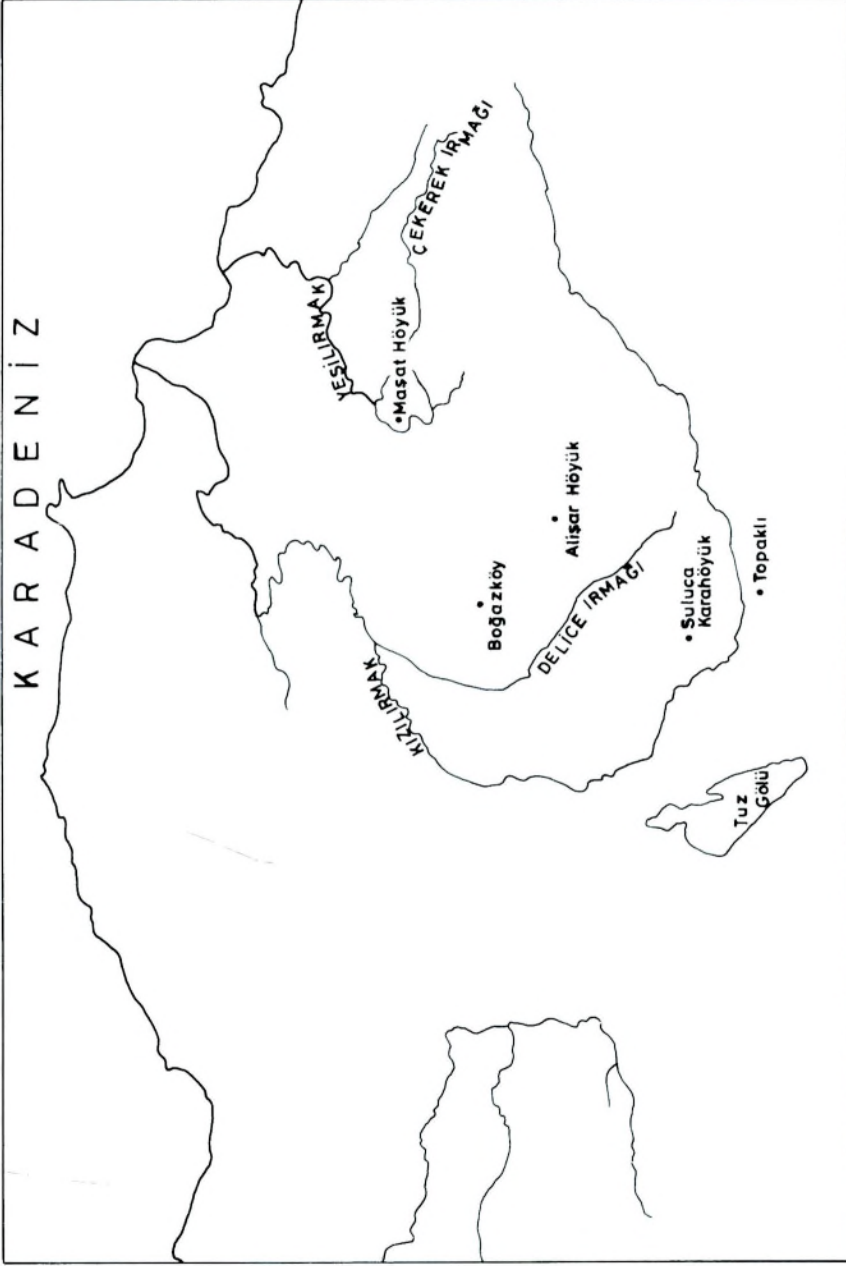 KARADENİZ
YEŞİLIRMAK
ÇEKEREK IRMAĞI
Maşat Höyük
KIZILIRMAK
Boğazköy
Alişar Höyük
DELİCE IRMAĞI
Suluca
Karahöyük
Topaklı
Tuz
Gölü